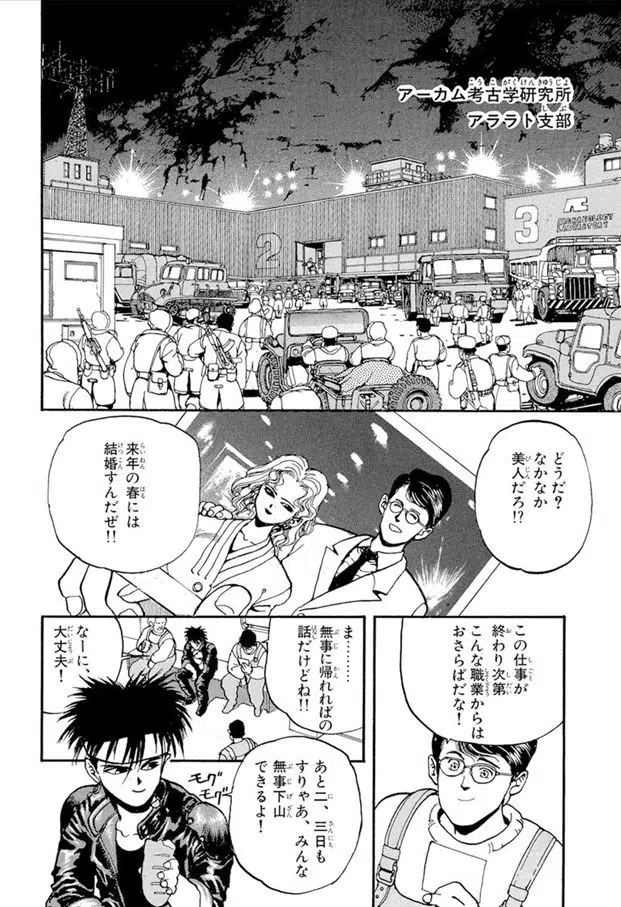 アーカム考古学研究所
アララト支部
2
3
ARCHAEOLOGY
LABORATORY
どうだ？
なかなか
美人だろ!?
来年の春には
結婚すんだぜ!!
この仕事が
終わり次第
こんな職業からは
おさらばだな！
ま………
無事に帰れればの
話だけどね!!
なーに、
大丈夫！
あと二、三日も
すりゃあ、みんな
無事下山
できるよ！
モグ
モグ